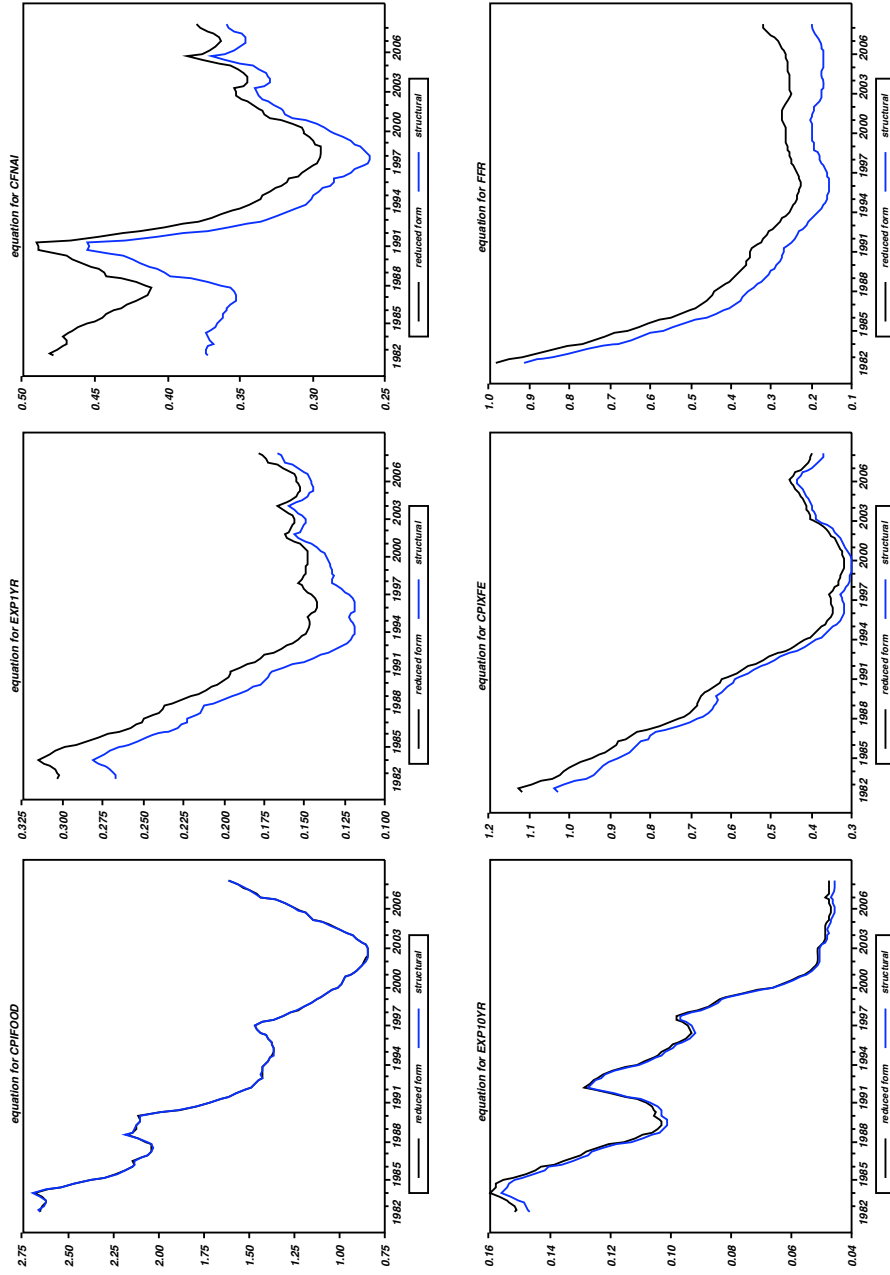 equation for CPIFOOD
2.75
2.50
2.25
2.00
1.75
1.50
1.25
1.00
0.75
1982 1985 1988 1991 1994 1997 2000 2003 2006
reduced form structural
equation for EXP1YR
0.325
0.300
0.275
0.250
0.225
0.200
0.175
0.150
0.125
0.100
1982 1985 1988 1991 1994 1997 2000 2003 2006
reduced form structural
equation for CFNAI
0.50
0.45
0.40
0.35
0.30
0.25
1982 1985 1988 1991 1994 1997 2000 2003 2006
reduced form structural
equation for EXP10YR
0.16
0.14
0.12
0.10
0.08
0.06
0.04
1982 1985 1988 1991 1994 1997 2000 2003 2006
reduced form structural
equation for CPIXFE
1.2
1.1
1.0
0.9
0.8
0.7
0.6
0.5
0.4
0.3
1982 1985 1988 1991 1994 1997 2000 2003 2006
reduced form structural
equation for FFR
1.0
0.9
0.8
0.7
0.6
0.5
0.4
0.3
0.2
0.1
1982 1985 1988 1991 1994 1997 2000 2003 2006
reduced form structural